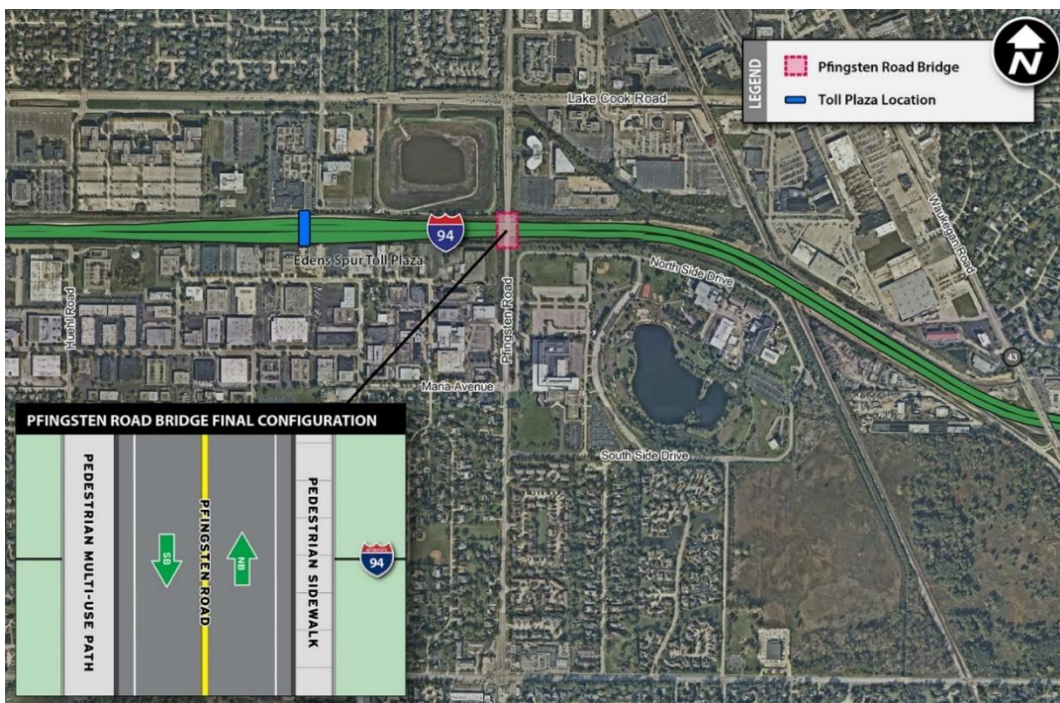 N
LEGEND
Pfingsten Road Bridge
Toll Plaza Location
Lake Cook Road
Waukegan Road
94
Edens Spur Toll Plaza
North Side Drive
Huehl Road
Pfingsten Road
43
Maria Avenue
South Side Drive
PFINGSTEN ROAD BRIDGE FINAL CONFIGURATION
PEDESTRIAN MULTI-USE PATH
SB
PFINGSTEN ROAD
NB
PEDESTRIAN SIDEWALK
INTERSTATE
94